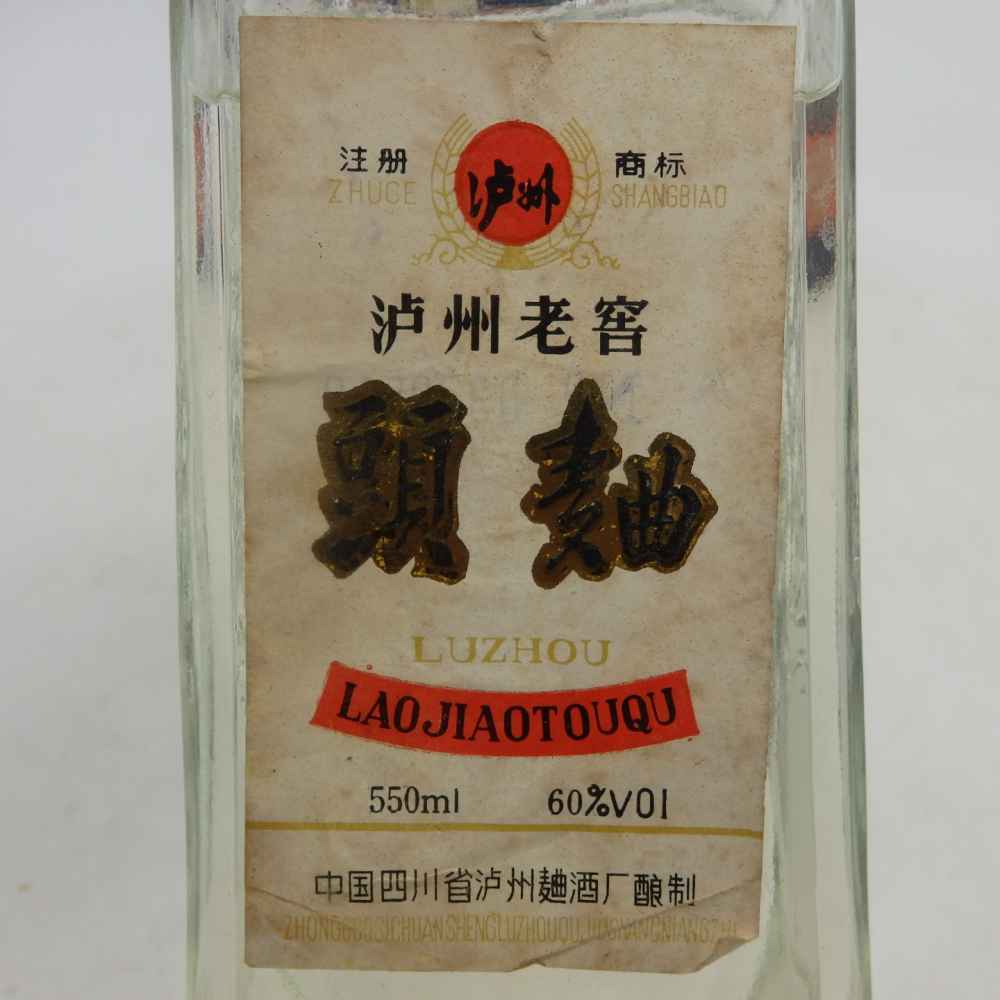 注册 泸州 商标
ZHUCE SHANGBIAO
泸州老窖
頭麯
LUZHOU
LAOJIAOTOUQU
550ml 60%VOl
中国四川省泸州麯酒厂酿制